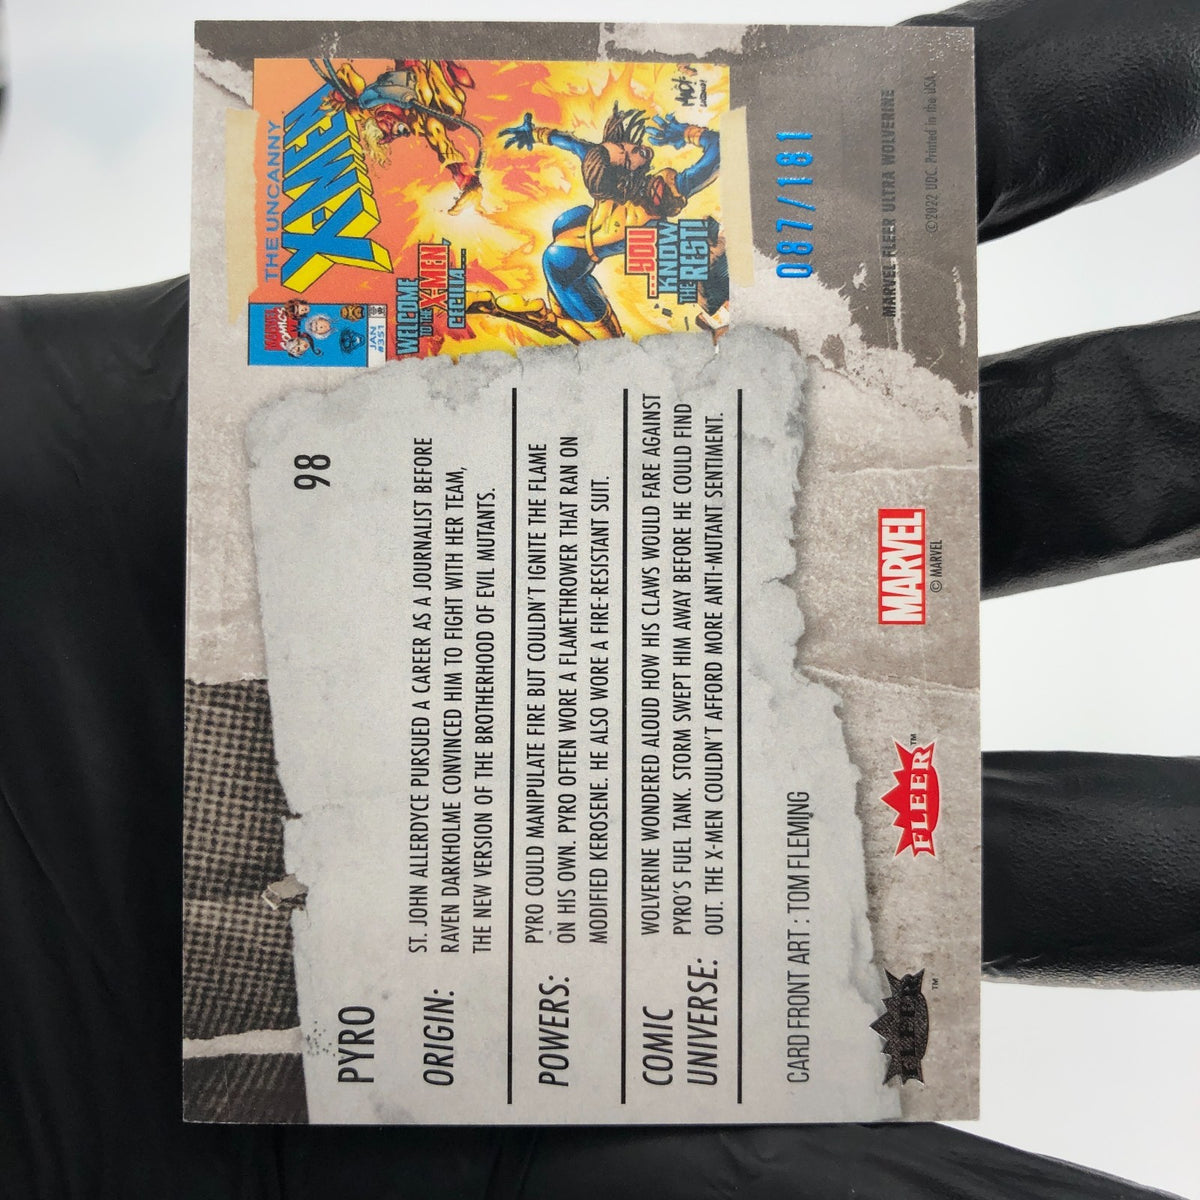 PYRO
98
ORIGIN:
ST. JOHN ALLERDYCE PURSUED A CAREER AS A JOURNALIST BEFORE
RAVEN DARKHOLME CONVINCED HIM TO FIGHT WITH HER TEAM,
THE NEW VERSION OF THE BROTHERHOOD OF EVIL MUTANTS.
POWERS:
PYRO COULD MANIPULATE FIRE BUT COULDN'T IGNITE THE FLAME
ON HIS OWN. PYRO OFTEN WORE A FLAMETHROWER THAT RAN ON
MODIFIED KEROSENE. HE ALSO WORE A FIRE-RESISTANT SUIT.
COMIC
UNIVERSE:
WOLVERINE WONDERED ALOUD HOW HIS CLAWS WOULD FARE AGAINST
PYRO'S FUEL TANK. STORM SWEPT HIM AWAY BEFORE HE COULD FIND
OUT. THE X-MEN COULDN'T AFFORD MORE ANTI-MUTANT SENTIMENT.
CARD FRONT ART : TOM FLEMING
MARVEL COMICS
JAN
#351
THE UNCANNY
X-MEN
WELCOME
TO THE X-MEN
CECILIA...
...YOU
KNOW
THE REST!
087/181
FLEER™
FLEER™
MARVEL
© MARVEL
MARVEL FLEER ULTRA WOLVERINE
©2022 UDC. Printed in the USA